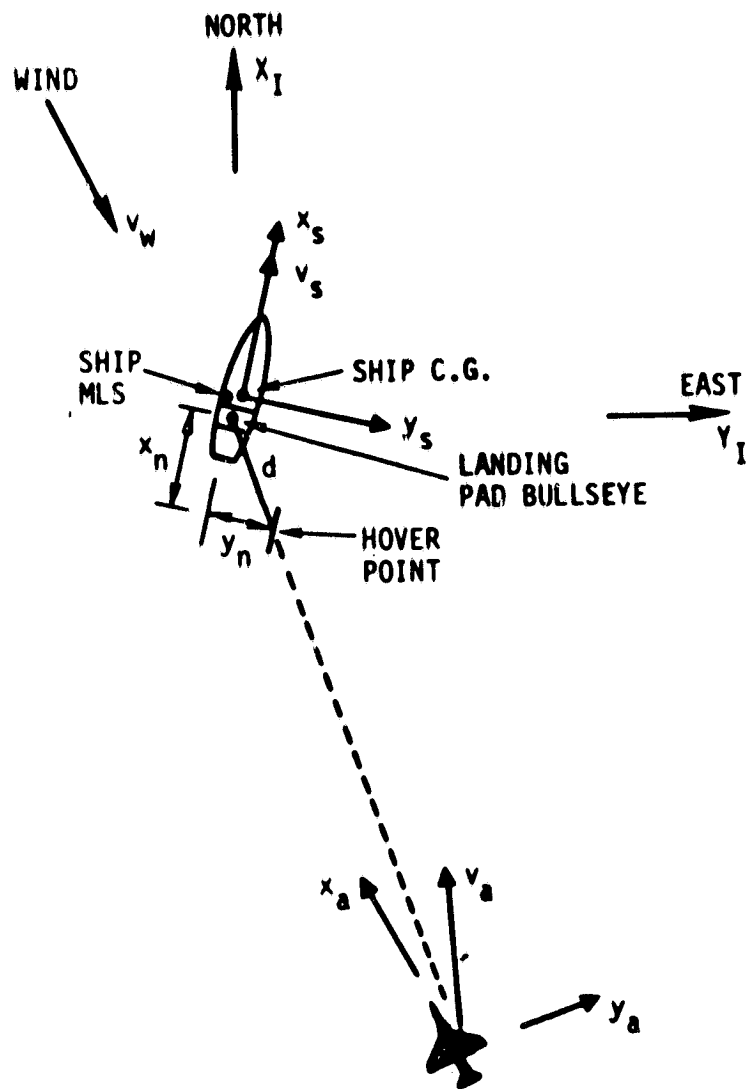 NORTH
X_I
WIND
v_w
x_s
v_s
SHIP
MLS
SHIP C.G.
EAST
Y_I
y_s
x_n
d
LANDING
PAD BULLSEYE
y_n
HOVER
POINT
x_a
v_a
y_a